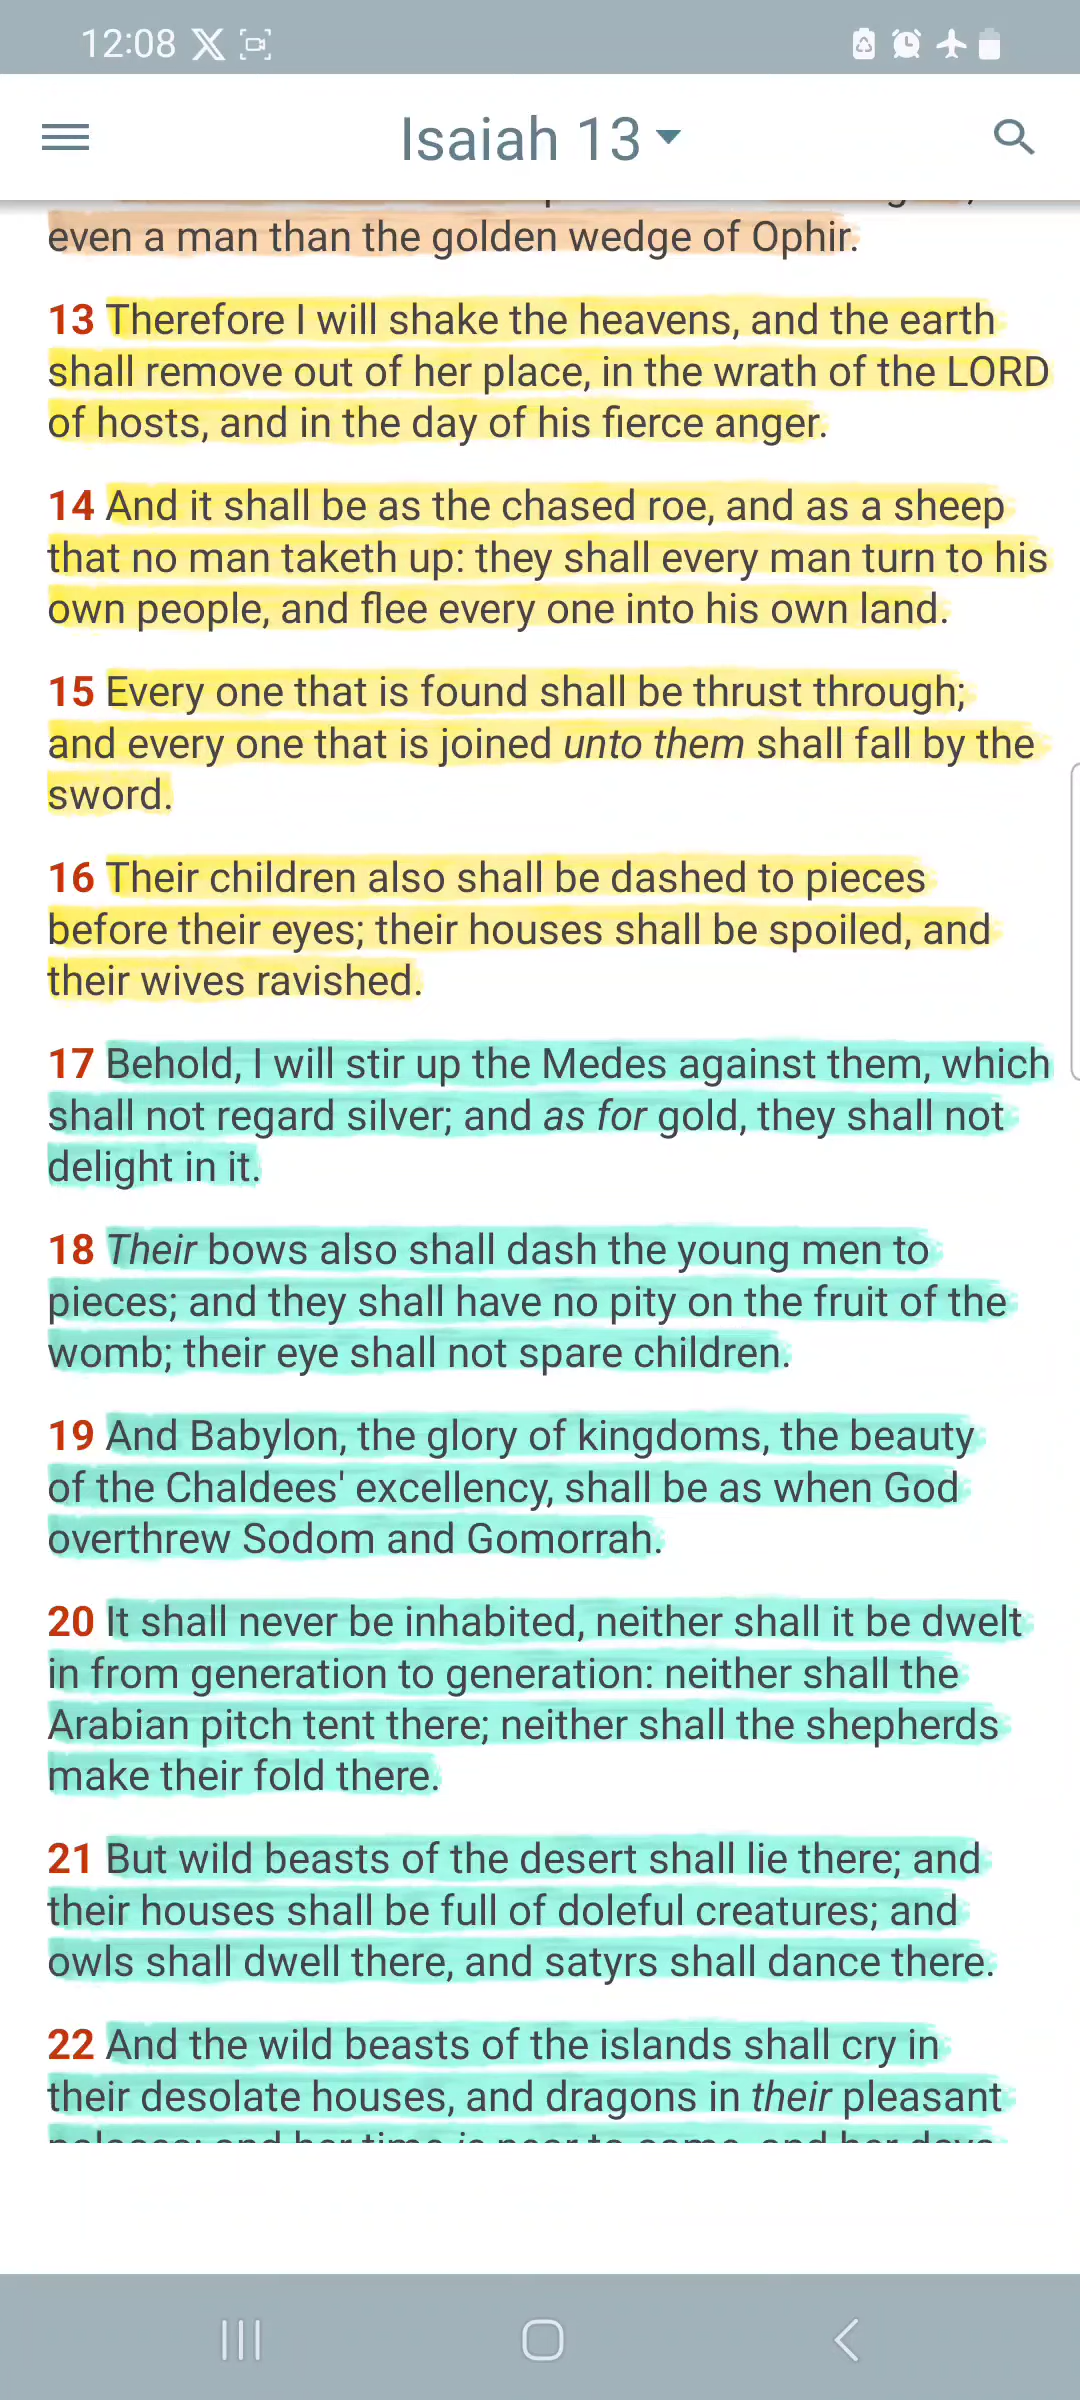 12:08
Isaiah 13
even a man than the golden wedge of Ophir.
13 Therefore I will shake the heavens, and the earth
shall remove out of her place, in the wrath of the LORD
of hosts, and in the day of his fierce anger.
14 And it shall be as the chased roe, and as a sheep
that no man taketh up: they shall every man turn to his
own people, and flee every one into his own land.
15 Every one that is found shall be thrust through;
and every one that is joined unto them shall fall by the
sword.
16 Their children also shall be dashed to pieces
before their eyes; their houses shall be spoiled, and
their wives ravished.
17 Behold, I will stir up the Medes against them, which
shall not regard silver; and as for gold, they shall not
delight in it.
18 Their bows also shall dash the young men to
pieces; and they shall have no pity on the fruit of the
womb; their eye shall not spare children.
19 And Babylon, the glory of kingdoms, the beauty
of the Chaldees' excellency, shall be as when God
overthrew Sodom and Gomorrah.
20 It shall never be inhabited, neither shall it be dwelt
in from generation to generation: neither shall the
Arabian pitch tent there; neither shall the shepherds
make their fold there.
21 But wild beasts of the desert shall lie there; and
their houses shall be full of doleful creatures; and
owls shall dwell there, and satyrs shall dance there.
22 And the wild beasts of the islands shall cry in
their desolate houses, and dragons in their pleasant